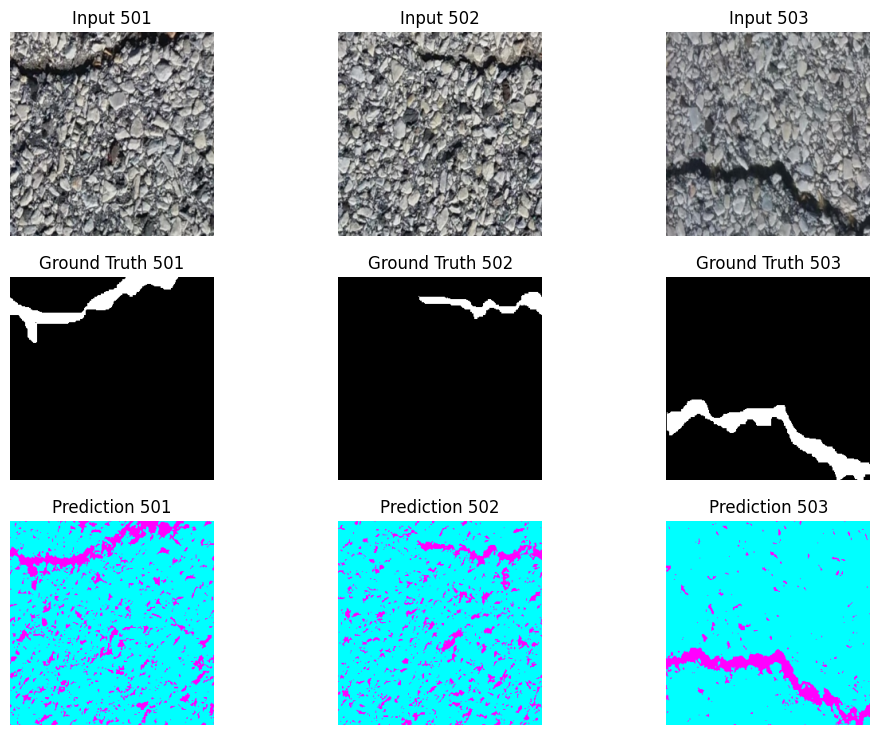 Input 501
Input 502
Input 503
Ground Truth 501
Ground Truth 502
Ground Truth 503
Prediction 501
Prediction 502
Prediction 503